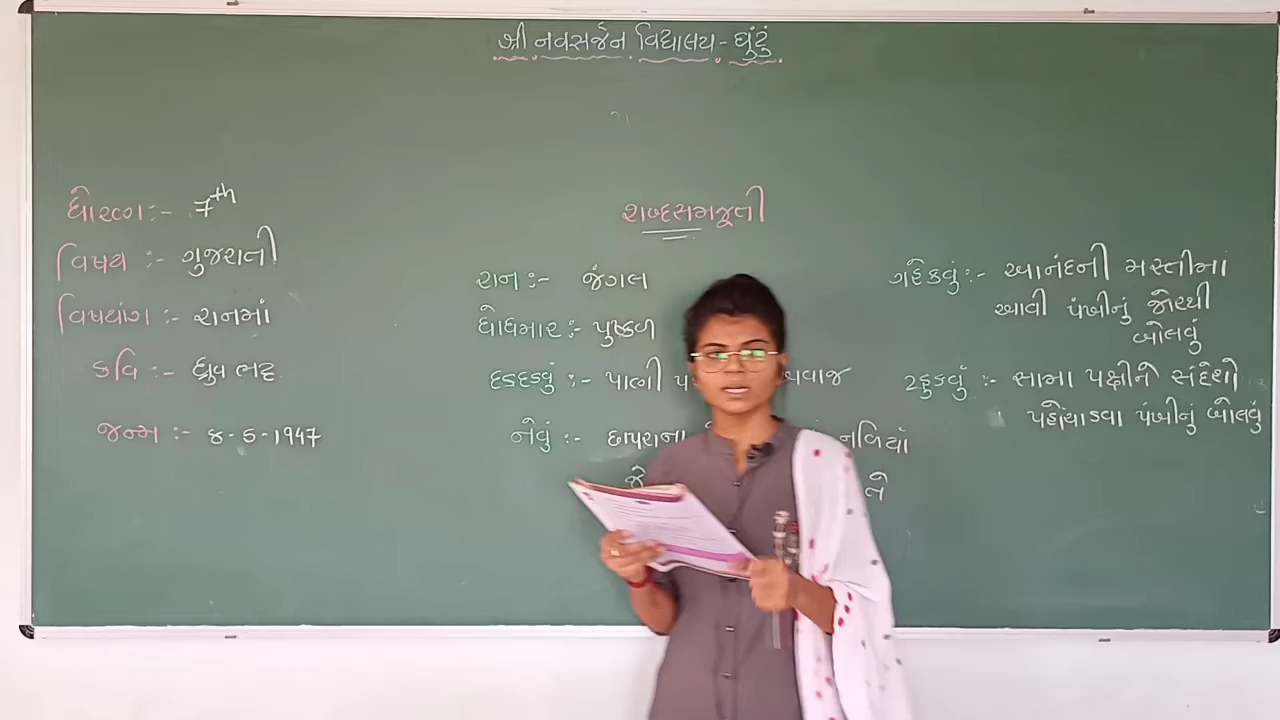 શ્રી નવસર્જન વિદ્યાલય - ઘુંટું
ધોરણ :- 7th
વિષય :- ગુજરાતી
વિષયાંગ :- રાનમાં
કવિ :- ધ્રુવ ભટ્ટ
જન્મ :- 8-5-1947
શબ્દસમજૂતી
રાન :- જંગલ
ધોધમાર :- પુષ્કળ
દડદડવું :- પાણી
નેવું :- છાપરાના નળિયાં
ગહેકવું :- આનંદની મસ્તીમાં
આવી પંખીનું જોરથી
બોલવું
ટહુકવું :- સામા પક્ષીને સંદેશો
પહોંચાડવા પંખીનું બોલવું